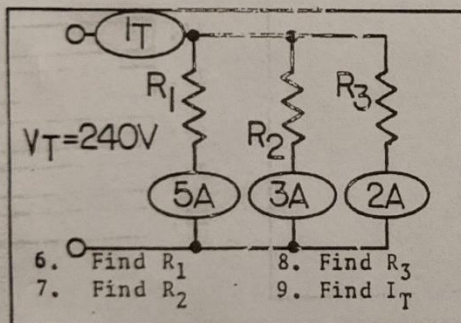 IT
R1
R3
VT=240V
R2
5A 3A 2A
6. Find R1 8. Find R3
7. Find R2 9. Find IT